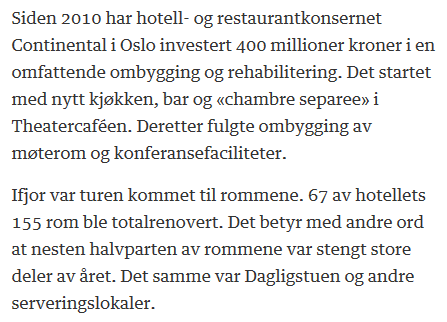 Siden 2010 har hotell- og restaurantkonsernet
Continental i Oslo investert 400 millioner kroner i en
omfattende ombygging og rehabilitering. Det startet
med nytt kjøkken, bar og «chambre separee» i
Theatercaféen. Deretter fulgte ombygging av
møterom og konferansefaciliteter.
Ifjor var turen kommet til rommene. 67 av hotellets
155 rom ble totalrenovert. Det betyr med andre ord
at nesten halvparten av rommene var stengt store
deler av året. Det samme var Dagligstuen og andre
serveringslokaler.